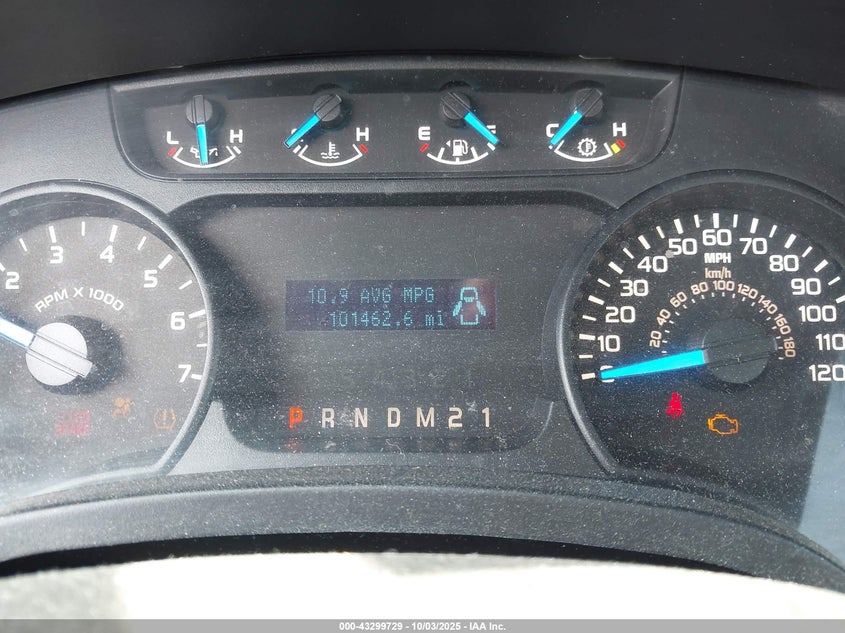 L H
C H
E F
C H
2 3 4 5 6 7
RPM X 1000
10.9 AVG MPG
101462.6 mi
P R N D M 2 1
0 10 20 30 40 50 60 70 80 90 100 110 120
MPH
km/h
20 40 60 80 100 120 140 160 180
000-43299729 - 10/03/2025 - IAA Inc.